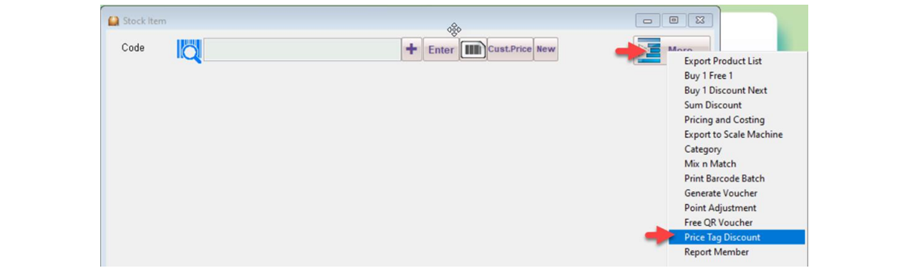 Stock Item
Code
Enter Cust.Price New
More
Export Product List
Buy 1 Free 1
Buy 1 Discount Next
Sum Discount
Pricing and Costing
Export to Scale Machine
Category
Mix n Match
Print Barcode Batch
Generate Voucher
Point Adjustment
Free QR Voucher
Price Tag Discount
Report Member